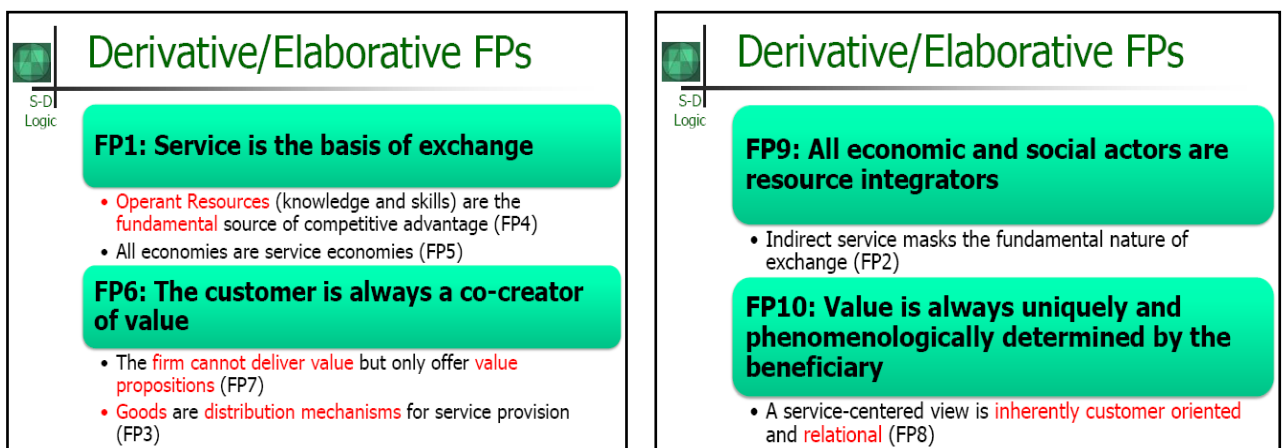 Derivative/Elaborative FPs
S-D
Logic
FP1: Service is the basis of exchange
• Operant Resources (knowledge and skills) are the
fundamental source of competitive advantage (FP4)
• All economies are service economies (FP5)
FP6: The customer is always a co-creator
of value
• The firm cannot deliver value but only offer value
propositions (FP7)
• Goods are distribution mechanisms for service provision
(FP3)
Derivative/Elaborative FPs
S-D
Logic
FP9: All economic and social actors are
resource integrators
• Indirect service masks the fundamental nature of
exchange (FP2)
FP10: Value is always uniquely and
phenomenologically determined by the
beneficiary
• A service-centered view is inherently customer oriented
and relational (FP8)